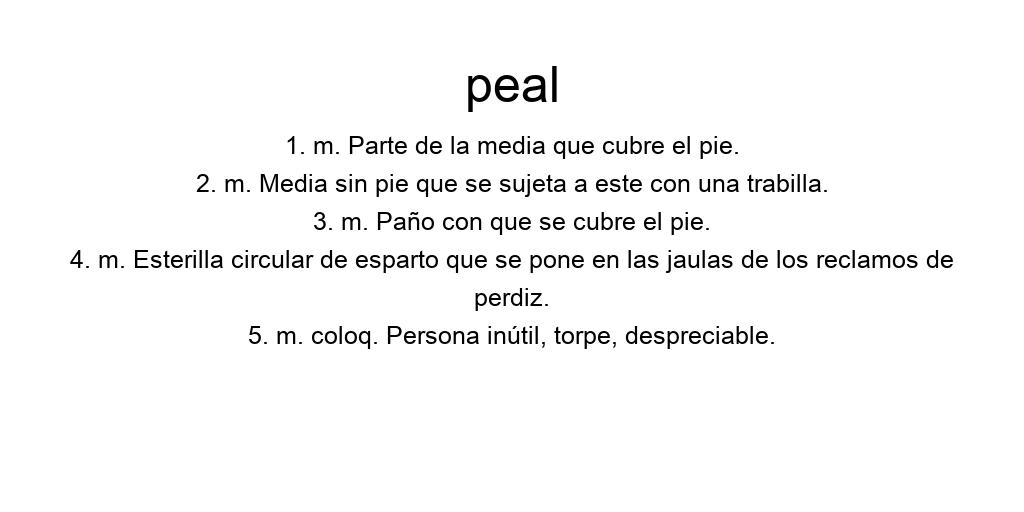 peal
1. m. Parte de la media que cubre el pie.
2. m. Media sin pie que se sujeta a este con una trabilla.
3. m. Paño con que se cubre el pie.
4. m. Esterilla circular de esparto que se pone en las jaulas de los reclamos de
perdiz.
5. m. coloq. Persona inútil, torpe, despreciable.